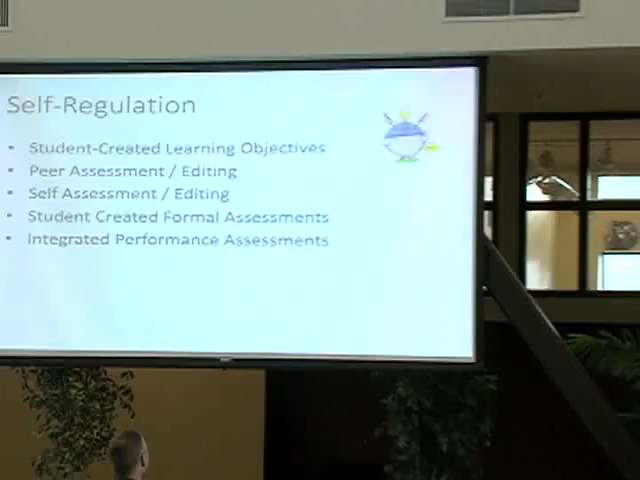 Self-Regulation
• Student-Created Learning Objectives
• Peer Assessment / Editing
• Self Assessment / Editing
• Student Created Formal Assessments
• Integrated Performance Assessments